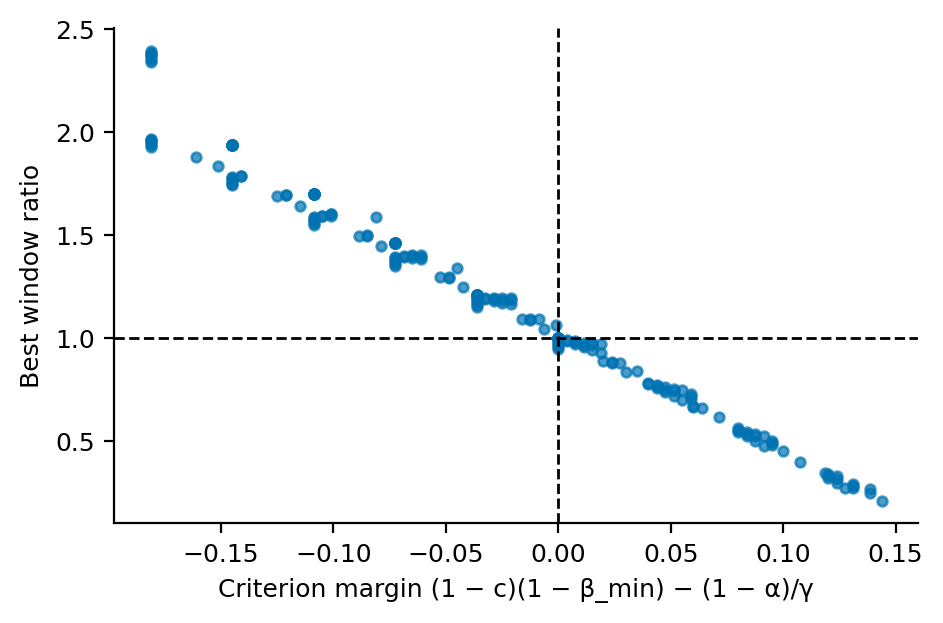 2.5
2.0
1.5
1.0
0.5
Best window ratio
−0.15 −0.10 −0.05 0.00 0.05 0.10 0.15
Criterion margin (1 − c)(1 − β_min) − (1 − α)/γ